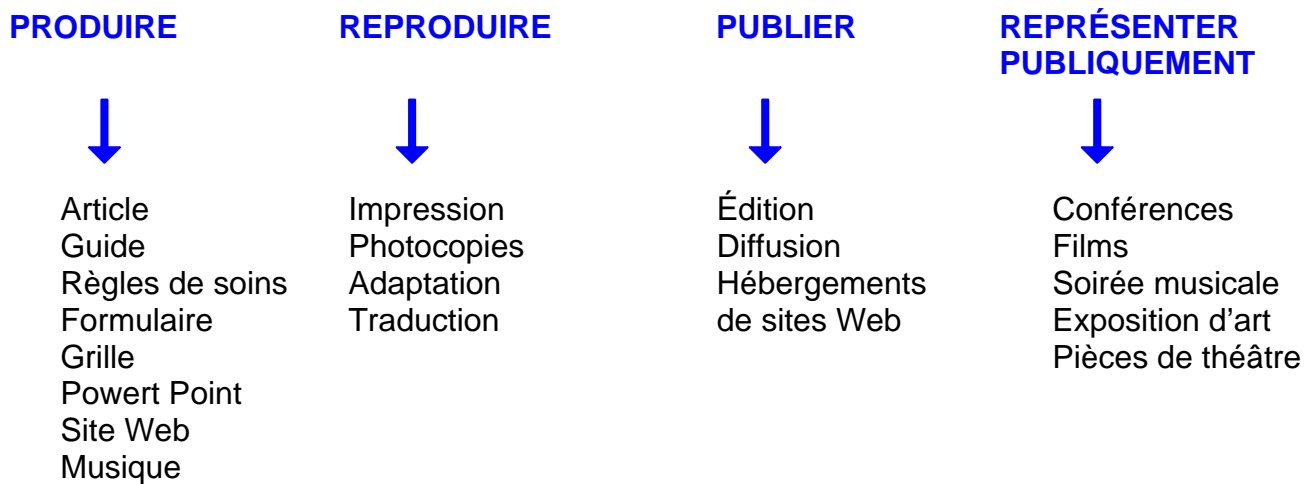 PRODUIRE
Article
Guide
Règles de soins
Formulaire
Grille
Powert Point
Site Web
Musique
REPRODUIRE
Impression
Photocopies
Adaptation
Traduction
PUBLIER
Édition
Diffusion
Hébergements
de sites Web
REPRÉSENTER
PUBLIQUEMENT
Conférences
Films
Soirée musicale
Exposition d’art
Pièces de théâtre